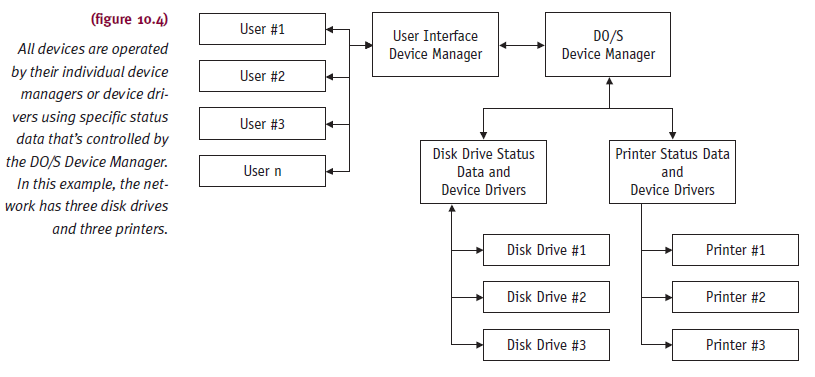 (figure 10.4)
All devices are operated
by their individual device
managers or device dri-
vers using specific status
data that's controlled by
the DO/S Device Manager.
In this example, the net-
work has three disk drives
and three printers.
User #1
User #2
User #3
User n
User Interface
Device Manager
DO/S
Device Manager
Disk Drive Status
Data and
Device Drivers
Printer Status Data
and
Device Drivers
Disk Drive #1
Disk Drive #2
Disk Drive #3
Printer #1
Printer #2
Printer #3